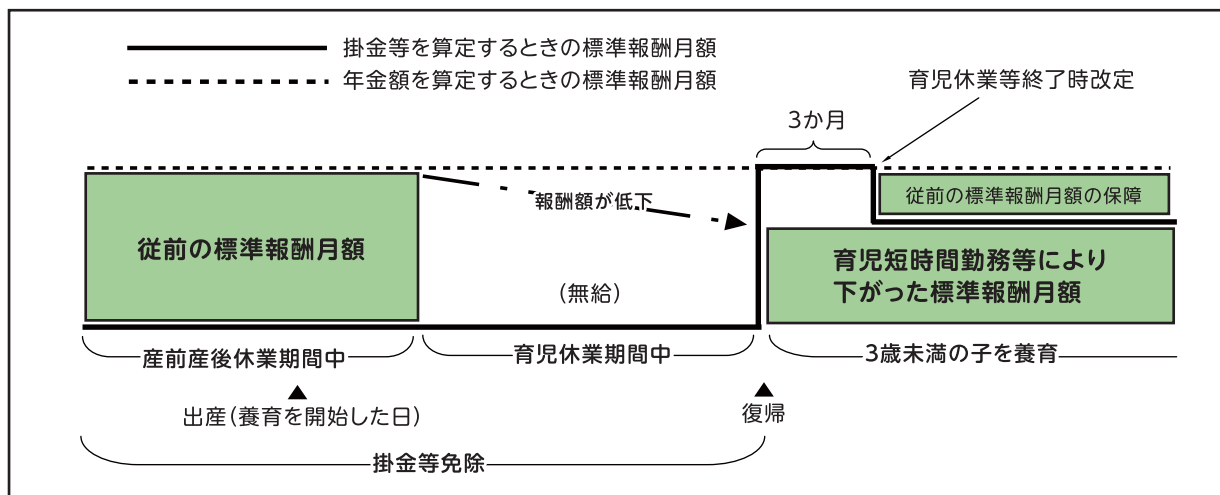 掛金等を算定するときの標準報酬月額
年金額を算定するときの標準報酬月額
育児休業等終了時改定
3か月
報酬額が低下
従前の標準報酬月額の保障
従前の標準報酬月額
育児短時間勤務等により
下がった標準報酬月額
(無給)
産前産後休業期間中
育児休業期間中
3歳未満の子を養育
出産(養育を開始した日)
復帰
掛金等免除